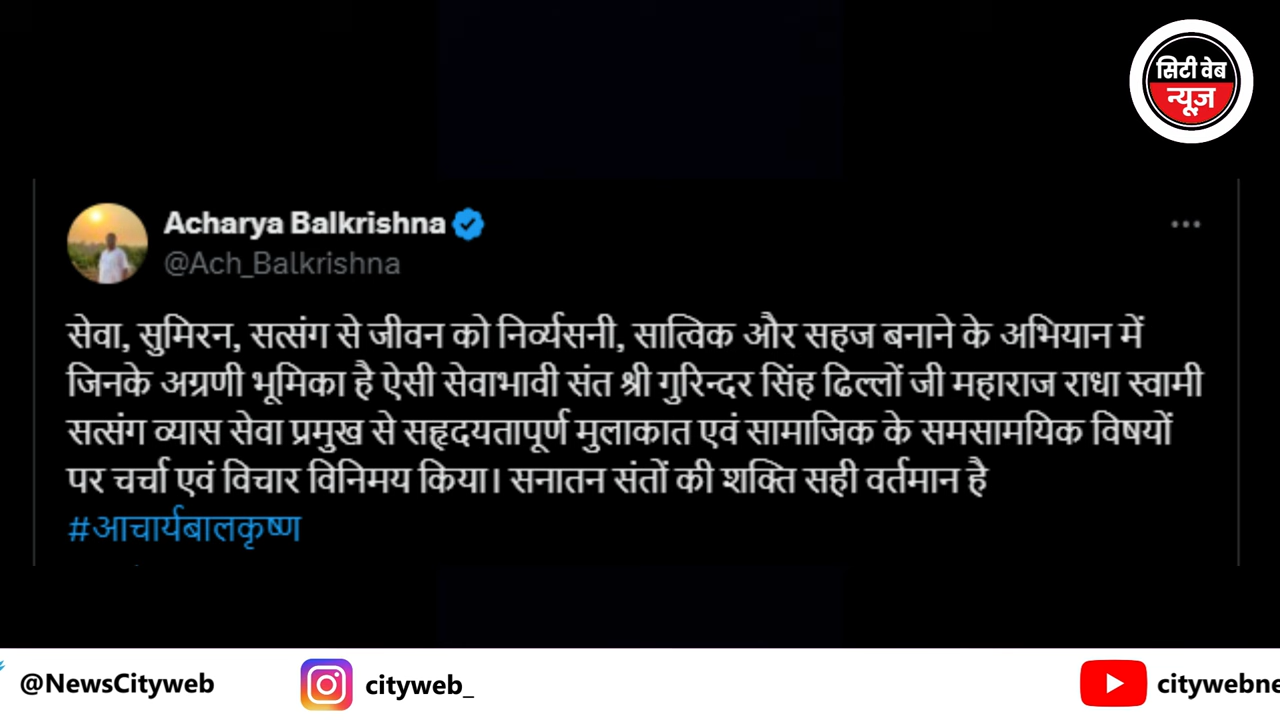 सिटी वेब
न्यूज़
Acharya Balkrishna
@Ach_Balkrishna
सेवा, सुमिरन, सत्संग से जीवन को निर्व्यसनी, सात्विक और सहज बनाने के अभियान में
जिनके अग्रणी भूमिका है ऐसी सेवाभावी संत श्री गुरिन्दर सिंह ढिल्लों जी महाराज राधा स्वामी
सत्संग व्यास सेवा प्रमुख से सहृदयतापूर्ण मुलाकात एवं सामाजिक के समसामयिक विषयों
पर चर्चा एवं विचार विनिमय किया। सनातन संतों की शक्ति सही वर्तमान है
#आचार्यबालकृष्ण
@NewsCityweb cityweb_ citywebne